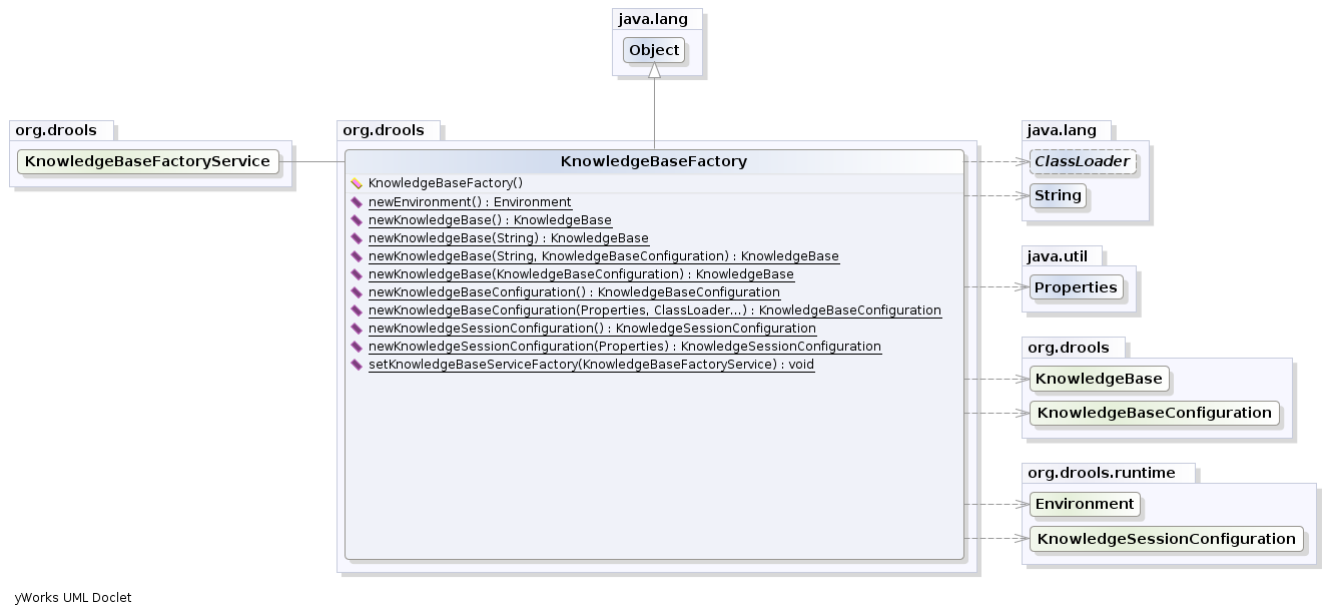 java.lang
Object
org.drools
KnowledgeBaseFactoryService
org.drools
KnowledgeBaseFactory
KnowledgeBaseFactory()
newEnvironment() : Environment
newKnowledgeBase() : KnowledgeBase
newKnowledgeBase(String) : KnowledgeBase
newKnowledgeBase(String, KnowledgeBaseConfiguration) : KnowledgeBase
newKnowledgeBase(KnowledgeBaseConfiguration) : KnowledgeBase
newKnowledgeBaseConfiguration() : KnowledgeBaseConfiguration
newKnowledgeBaseConfiguration(Properties, ClassLoader...) : KnowledgeBaseConfiguration
newKnowledgeSessionConfiguration() : KnowledgeSessionConfiguration
newKnowledgeSessionConfiguration(Properties) : KnowledgeSessionConfiguration
setKnowledgeBaseServiceFactory(KnowledgeBaseFactoryService) : void
java.lang
ClassLoader
String
java.util
Properties
org.drools
KnowledgeBase
KnowledgeBaseConfiguration
org.drools.runtime
Environment
KnowledgeSessionConfiguration
yWorks UML Doclet